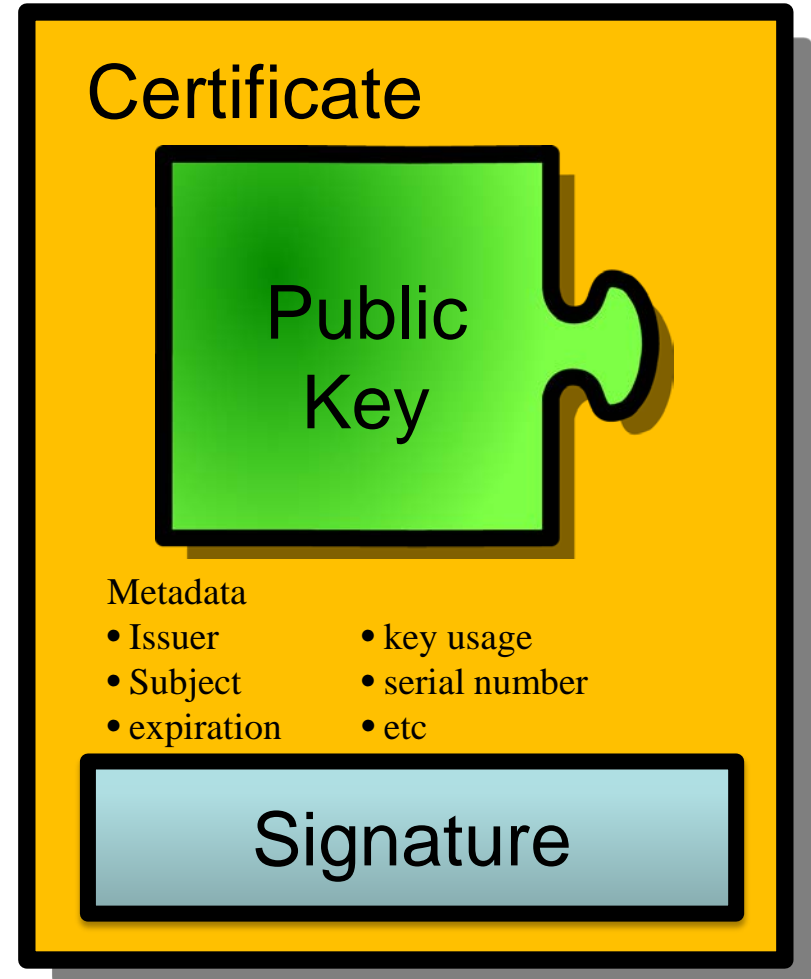 Certificate
Public
Key
Metadata
• Issuer
• Subject
• expiration
• key usage
• serial number
• etc
Signature